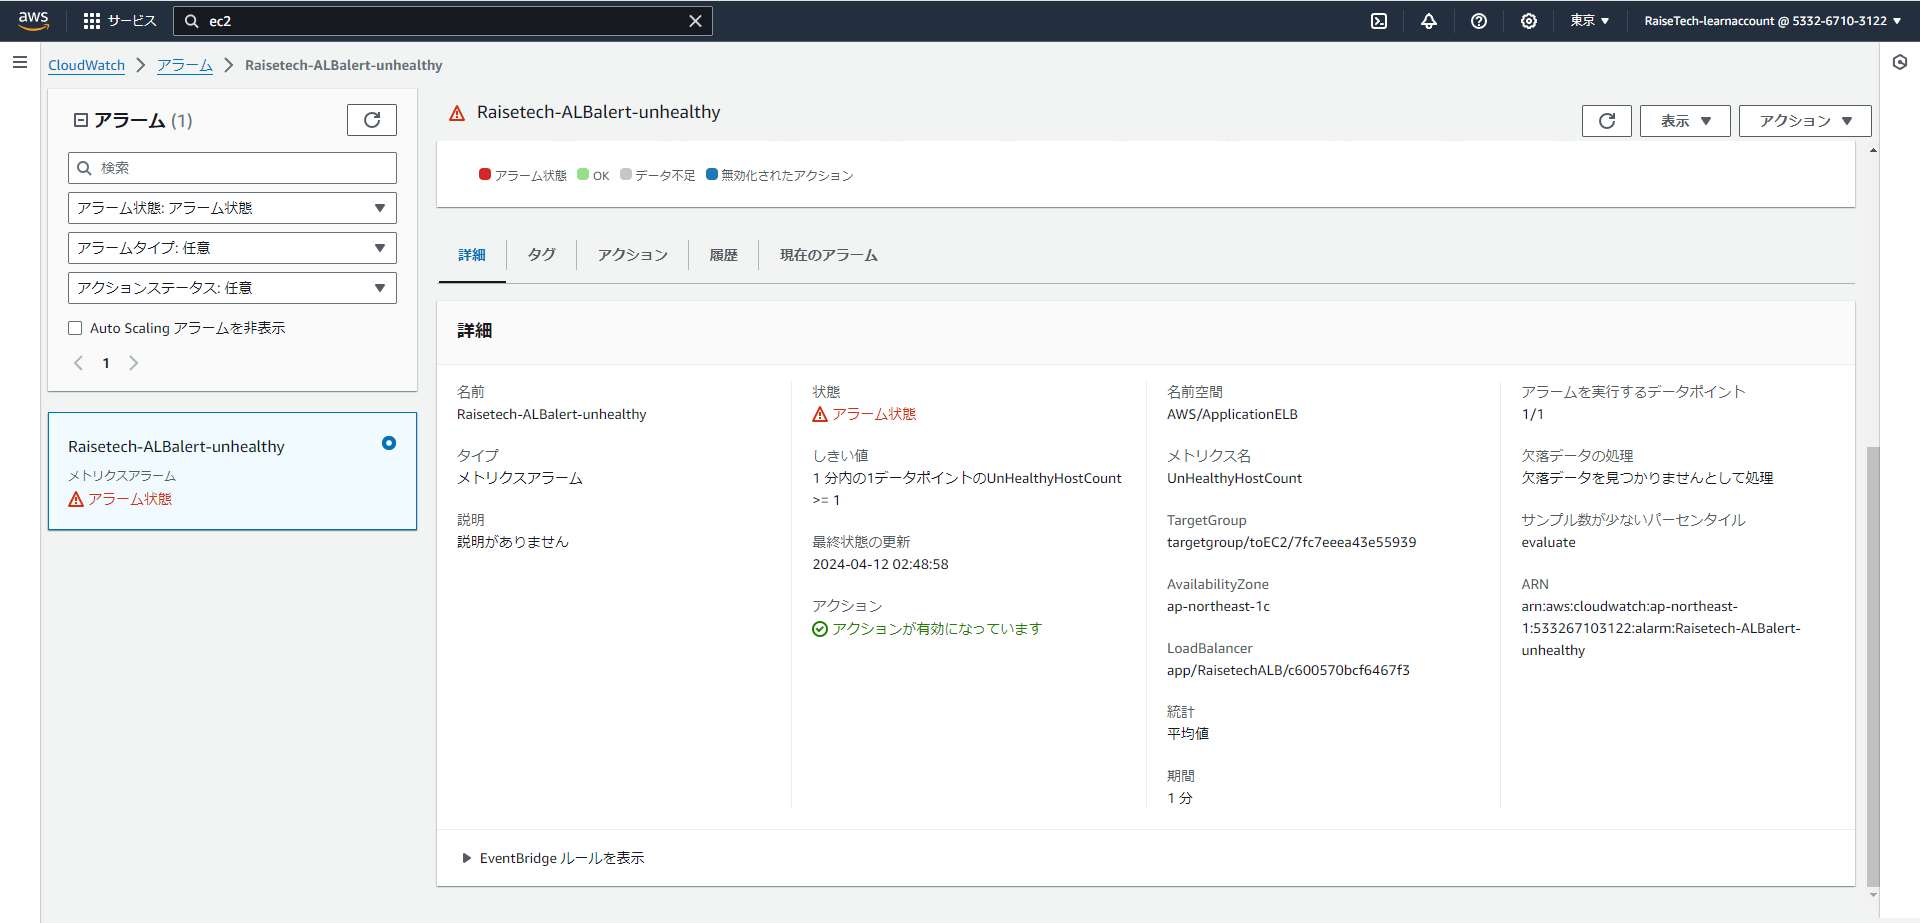 aws
サービス
ec2
東京
RaiseTech-learnaccount @ 5332-6710-3122
CloudWatch
アラーム
Raisetech-ALBalert-unhealthy
アラーム (1)
検索
アラーム状態: アラーム状態
アラームタイプ: 任意
アクションステータス: 任意
Auto Scaling アラームを非表示
1
Raisetech-ALBalert-unhealthy
メトリクスアラーム
アラーム状態
Raisetech-ALBalert-unhealthy
表示
アクション
アラーム状態 OK データ不足 無効化されたアクション
詳細 タグ アクション 履歴 現在のアラーム
詳細
名前
Raisetech-ALBalert-unhealthy
タイプ
メトリクスアラーム
説明
説明がありません
状態
アラーム状態
しきい値
1 分内の1データポイントのUnHealthyHostCount
>= 1
最終状態の更新
2024-04-12 02:48:58
アクション
アクションが有効になっています
名前空間
AWS/ApplicationELB
メトリクス名
UnHealthyHostCount
TargetGroup
targetgroup/toEC2/7fc7eeea43e55939
AvailabilityZone
ap-northeast-1c
LoadBalancer
app/RaisetechALB/c600570bcf6467f3
統計
平均値
期間
1 分
アラームを実行するデータポイント
1/1
欠落データの処理
欠落データを見つかりませんとして処理
サンプル数が少ないパーセンタイル
evaluate
ARN
arn:aws:cloudwatch:ap-northeast-
1:533267103122:alarm:Raisetech-ALBalert-
unhealthy
EventBridge ルールを表示